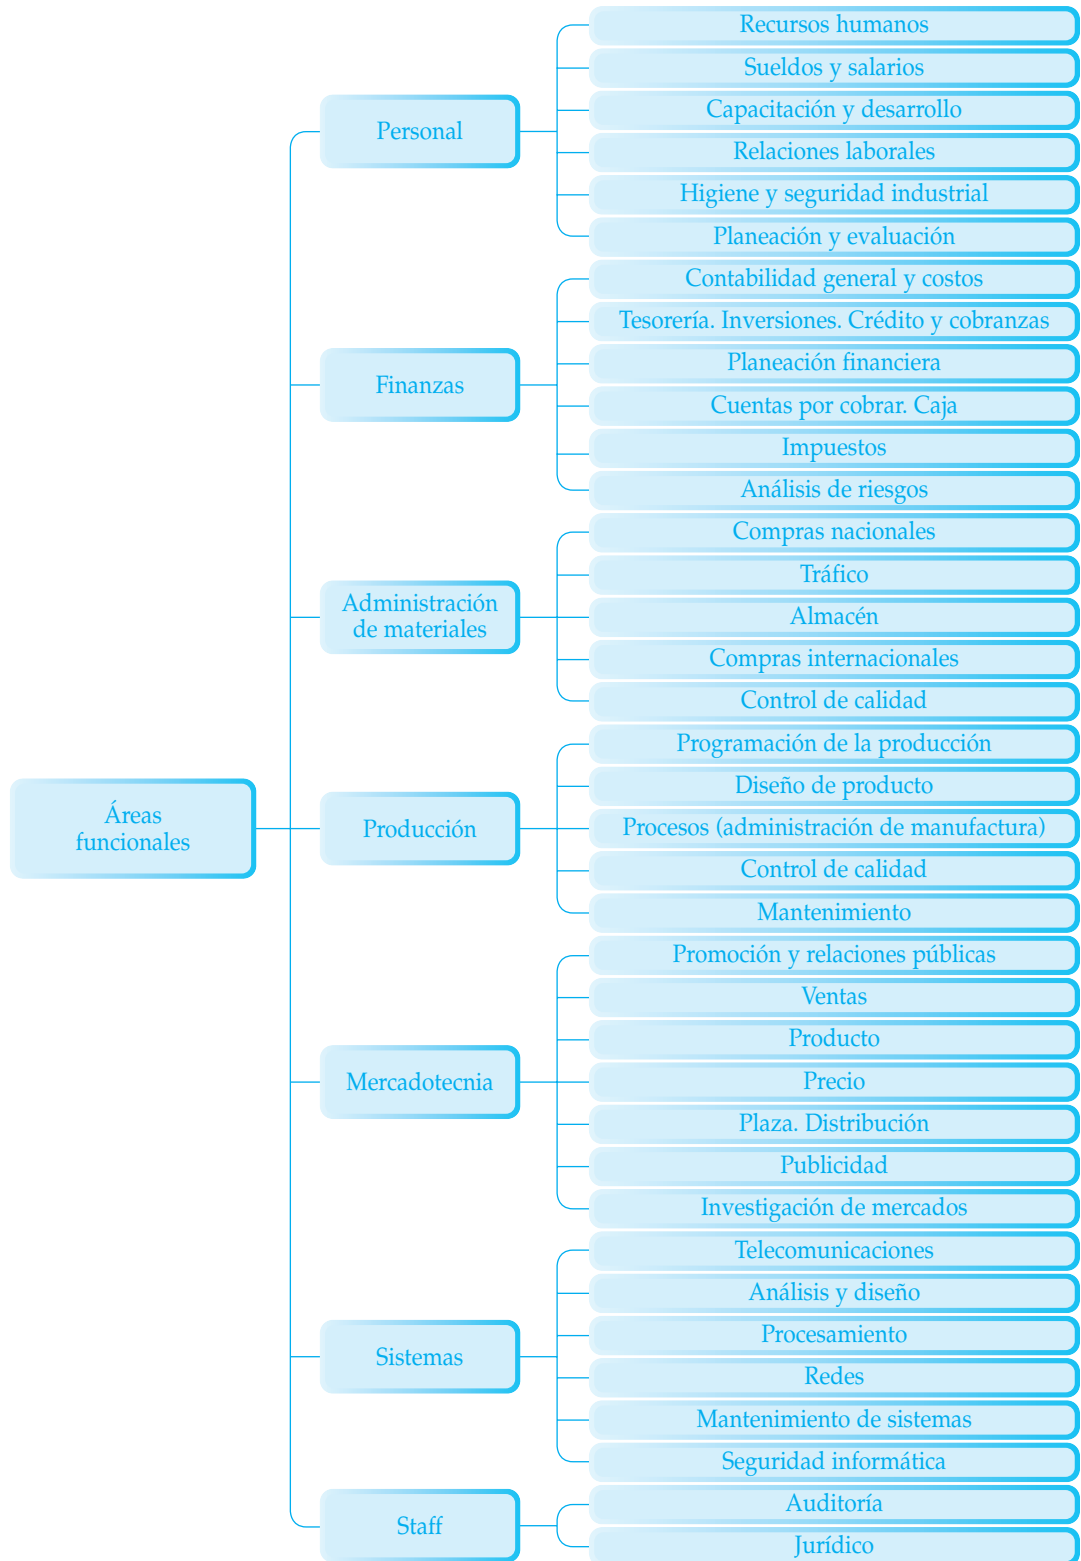 Recursos humanos
Sueldos y salarios
Personal
Capacitación y desarrollo
Relaciones laborales
Higiene y seguridad industrial
Planeación y evaluación
Contabilidad general y costos
Tesorería. Inversiones. Crédito y cobranzas
Finanzas
Planeación financiera
Cuentas por cobrar. Caja
Impuestos
Análisis de riesgos
Compras nacionales
Tráfico
Administración
de materiales
Almacén
Compras internacionales
Control de calidad
Programación de la producción
Diseño de producto
Áreas
funcionales
Producción
Procesos (administración de manufactura)
Control de calidad
Mantenimiento
Promoción y relaciones públicas
Ventas
Producto
Mercadotecnia
Precio
Plaza. Distribución
Publicidad
Investigación de mercados
Telecomunicaciones
Análisis y diseño
Procesamiento
Sistemas
Redes
Mantenimiento de sistemas
Seguridad informática
Staff
Auditoría
Jurídico